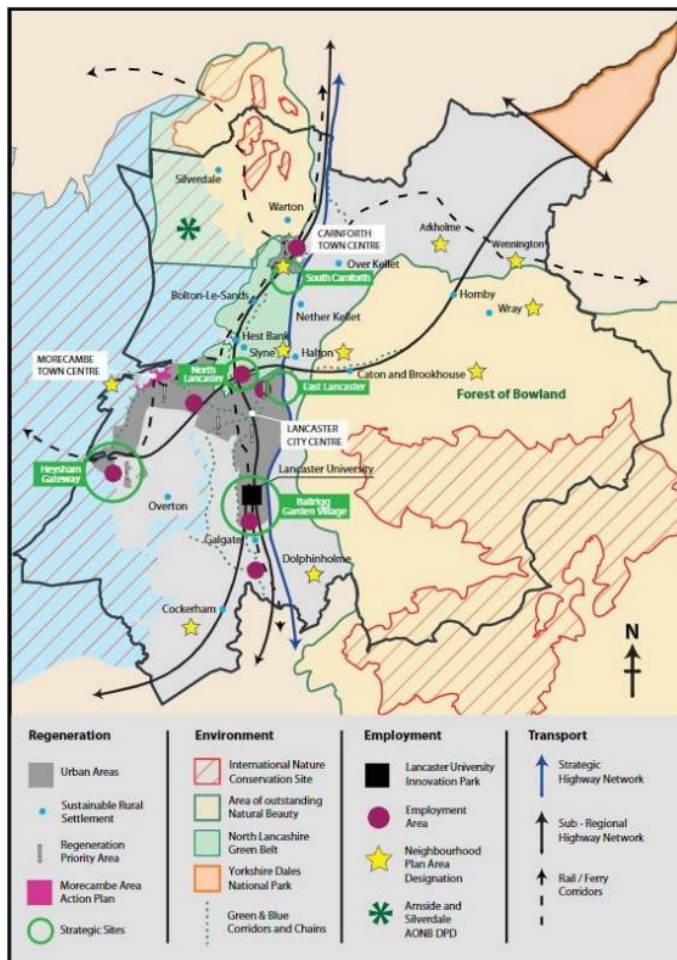 Silverdale
Warton
CARNFORTH
TOWN CENTRE
Arkholme
Wennington
Over Kellet
South Carnforth
Bolton-Le-Sands
Nether Kellet
Hornby
Wray
Hest Bank
Slyne
Halton
MORECAMBE
TOWN CENTRE
North
Lancaster
East Lancaster
Caton and Brookhouse
Forest of Bowland
LANCASTER
CITY CENTRE
Heysham
Gateway
Lancaster University
Overton
Bailrigg
Garden Village
Galgate
Dolphinholme
Cockerham
N
Regeneration
Urban Areas
Sustainable Rural
Settlement
Regeneration
Priority Area
Morecambe Area
Action Plan
Strategic Sites
Environment
International Nature
Conservation Site
Area of outstanding
Natural Beauty
North Lancashire
Green Belt
Yorkshire Dales
National Park
Green & Blue
Corridors and Chains
Employment
Lancaster University
Innovation Park
Employment
Area
Neighbourhood
Plan Area
Designation
Arnside and
Silverdale
AONB DPD
Transport
Strategic
Highway Network
Sub - Regional
Highway Network
Rail / Ferry
Corridors